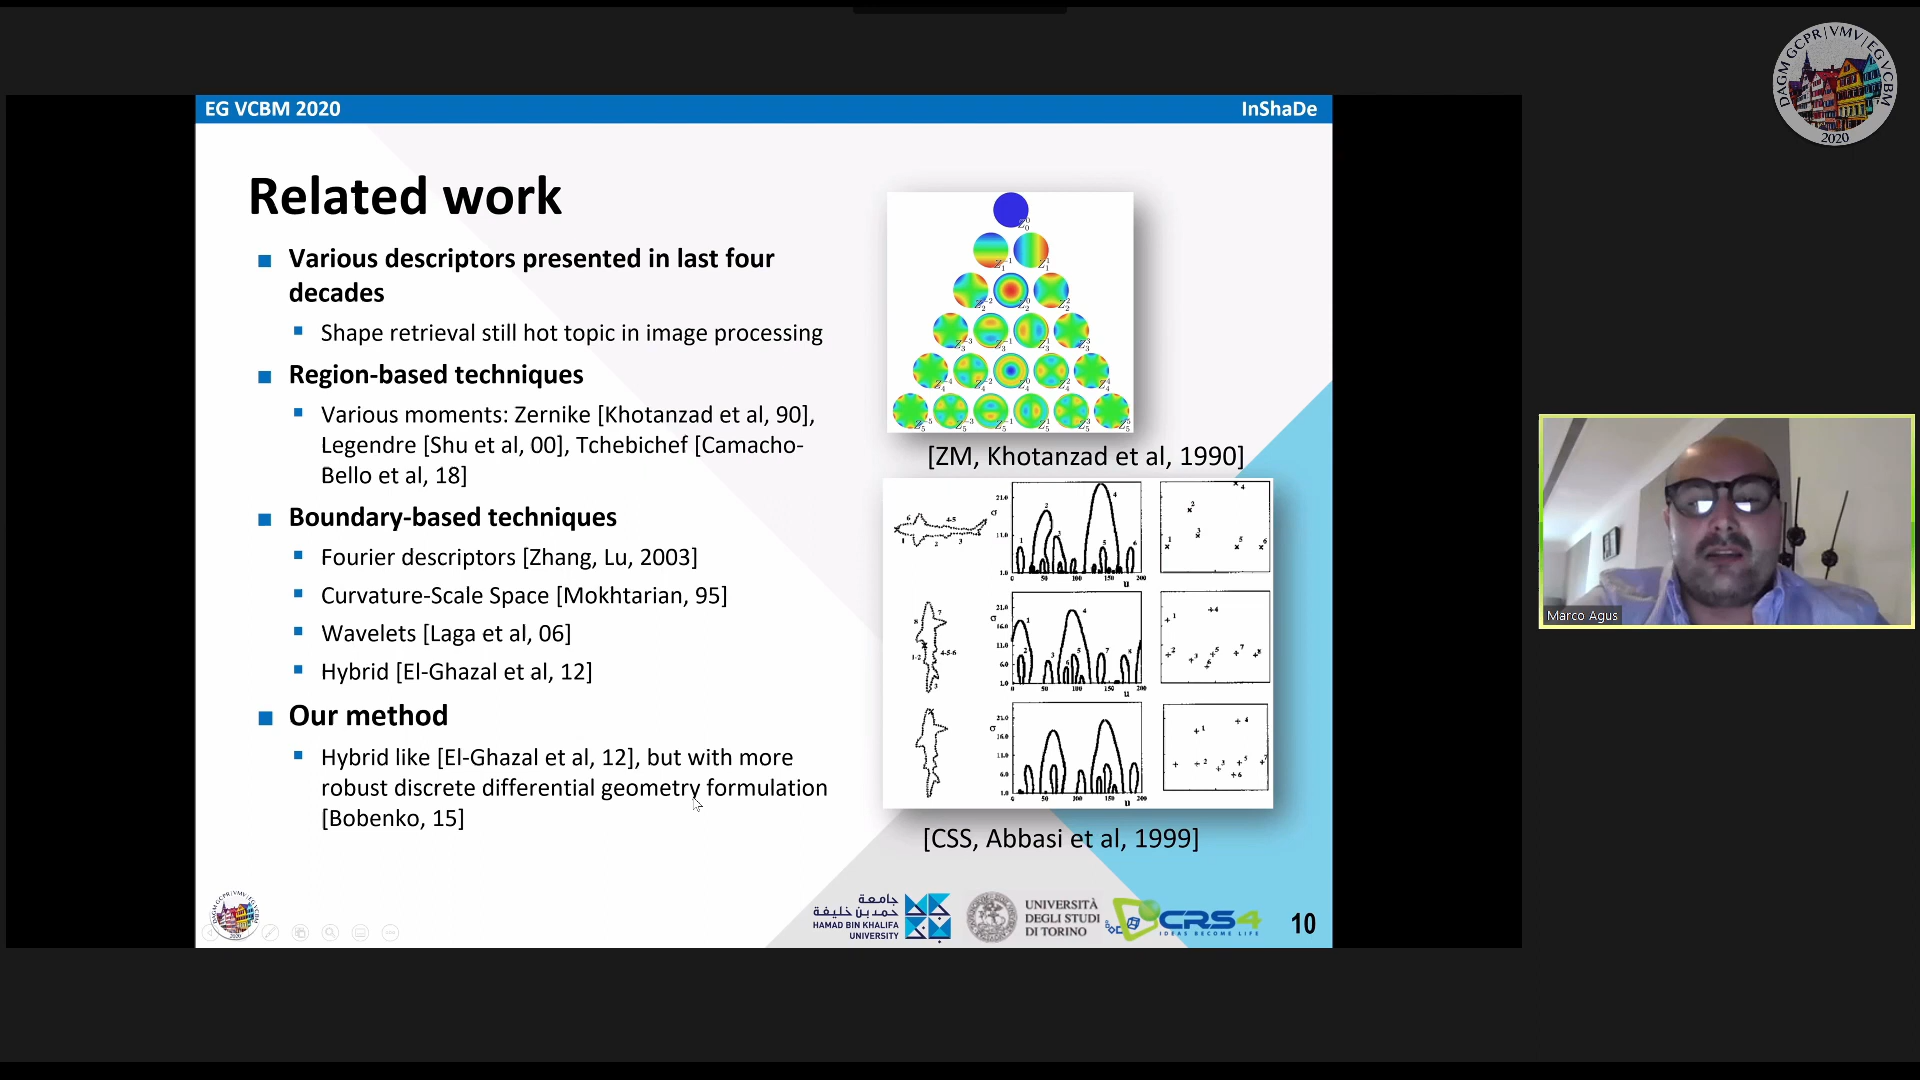 DAGM GCPR|VMV|EG VCBM
2020
EG VCBM 2020
InShaDe
Related work
Various descriptors presented in last four
decades
Shape retrieval still hot topic in image processing
Region-based techniques
Various moments: Zernike [Khotanzad et al, 90],
Legendre [Shu et al, 00], Tchebichef [Camacho-
Bello et al, 18]
Boundary-based techniques
Fourier descriptors [Zhang, Lu, 2003]
Curvature-Scale Space [Mokhtarian, 95]
Wavelets [Laga et al, 06]
Hybrid [El-Ghazal et al, 12]
Our method
Hybrid like [El-Ghazal et al, 12], but with more
robust discrete differential geometry formulation
[Bobenko, 15]
[ZM, Khotanzad et al, 1990]
[CSS, Abbasi et al, 1999]
جامعة
حمد بن خليفة
HAMAD BIN KHALIFA
UNIVERSITY
UNIVERSITÀ
DEGLI STUDI
DI TORINO
CRS4
IDEAS BECOME LIFE
10
Marco Agus